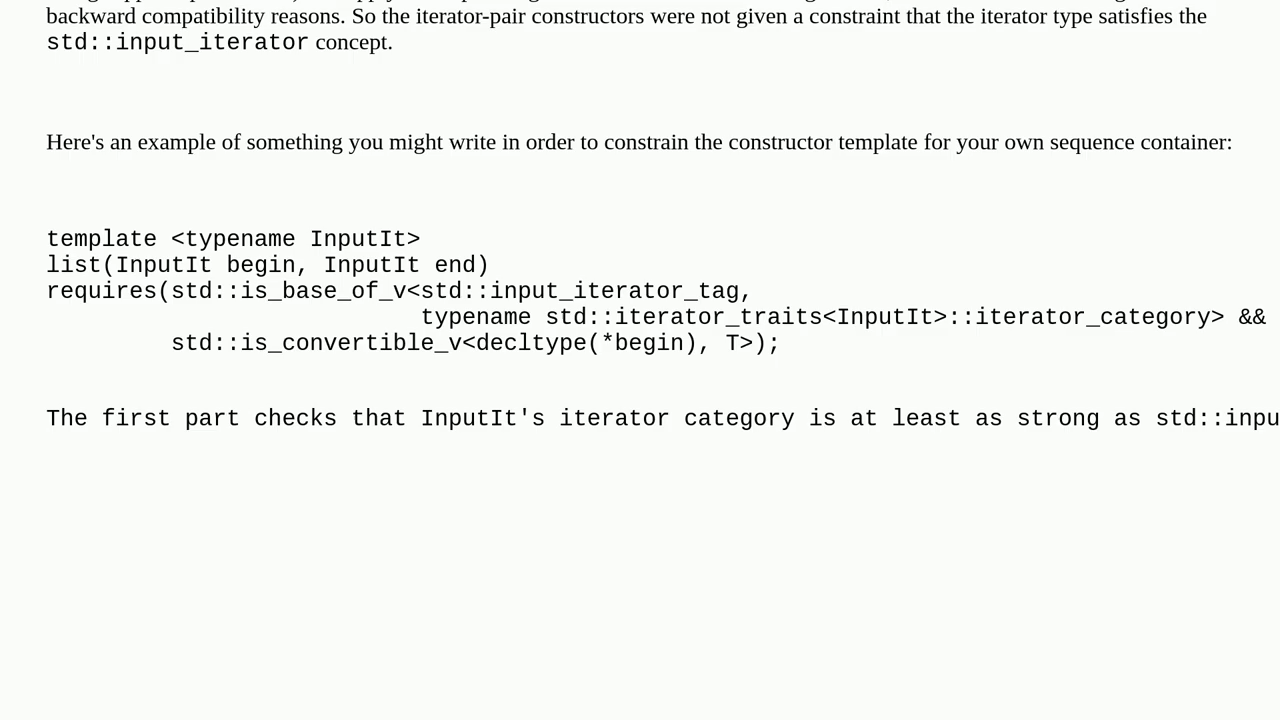 backward compatibility reasons. So the iterator-pair constructors were not given a constraint that the iterator type satisfies the
std::input_iterator concept.
Here's an example of something you might write in order to constrain the constructor template for your own sequence container:
template <typename InputIt>
list(InputIt begin, InputIt end)
requires(std::is_base_of_v<std::input_iterator_tag,
typename std::iterator_traits<InputIt>::iterator_category> &&
std::is_convertible_v<decltype(*begin), T>);
The first part checks that InputIt's iterator category is at least as strong as std::inpu